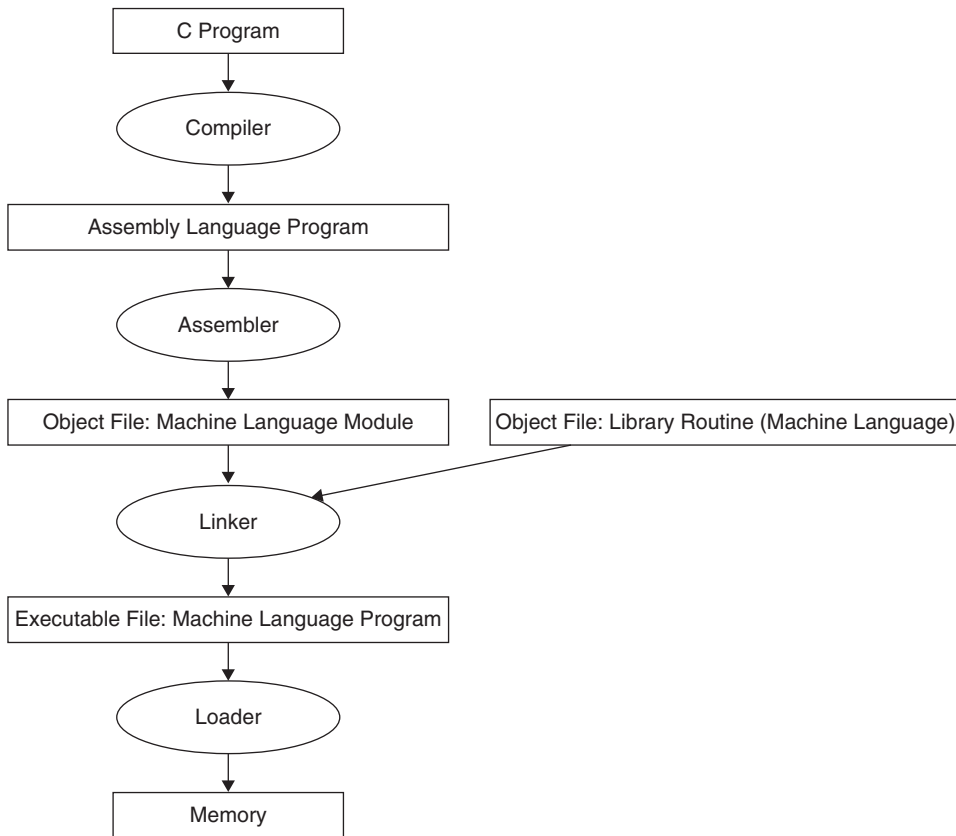 C Program
Compiler
Assembly Language Program
Assembler
Object File: Machine Language Module
Object File: Library Routine (Machine Language)
Linker
Executable File: Machine Language Program
Loader
Memory